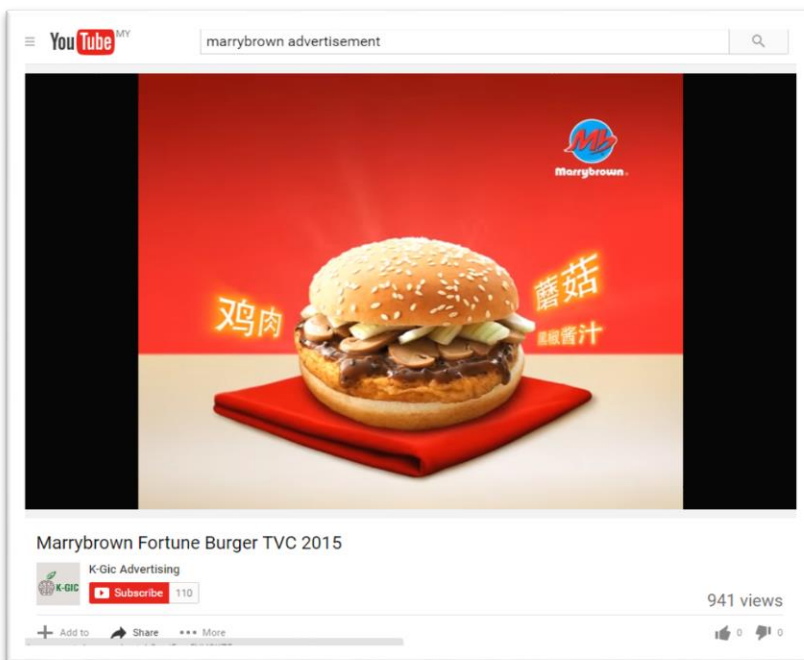 YouTube MY
marrybrown advertisement
Mb
Marrybrown
鸡肉
蘑菇
黑椒酱汁
Marrybrown Fortune Burger TVC 2015
K-GIC
K-Gic Advertising
Subscribe 110
941 views
Add to Share More
0 0